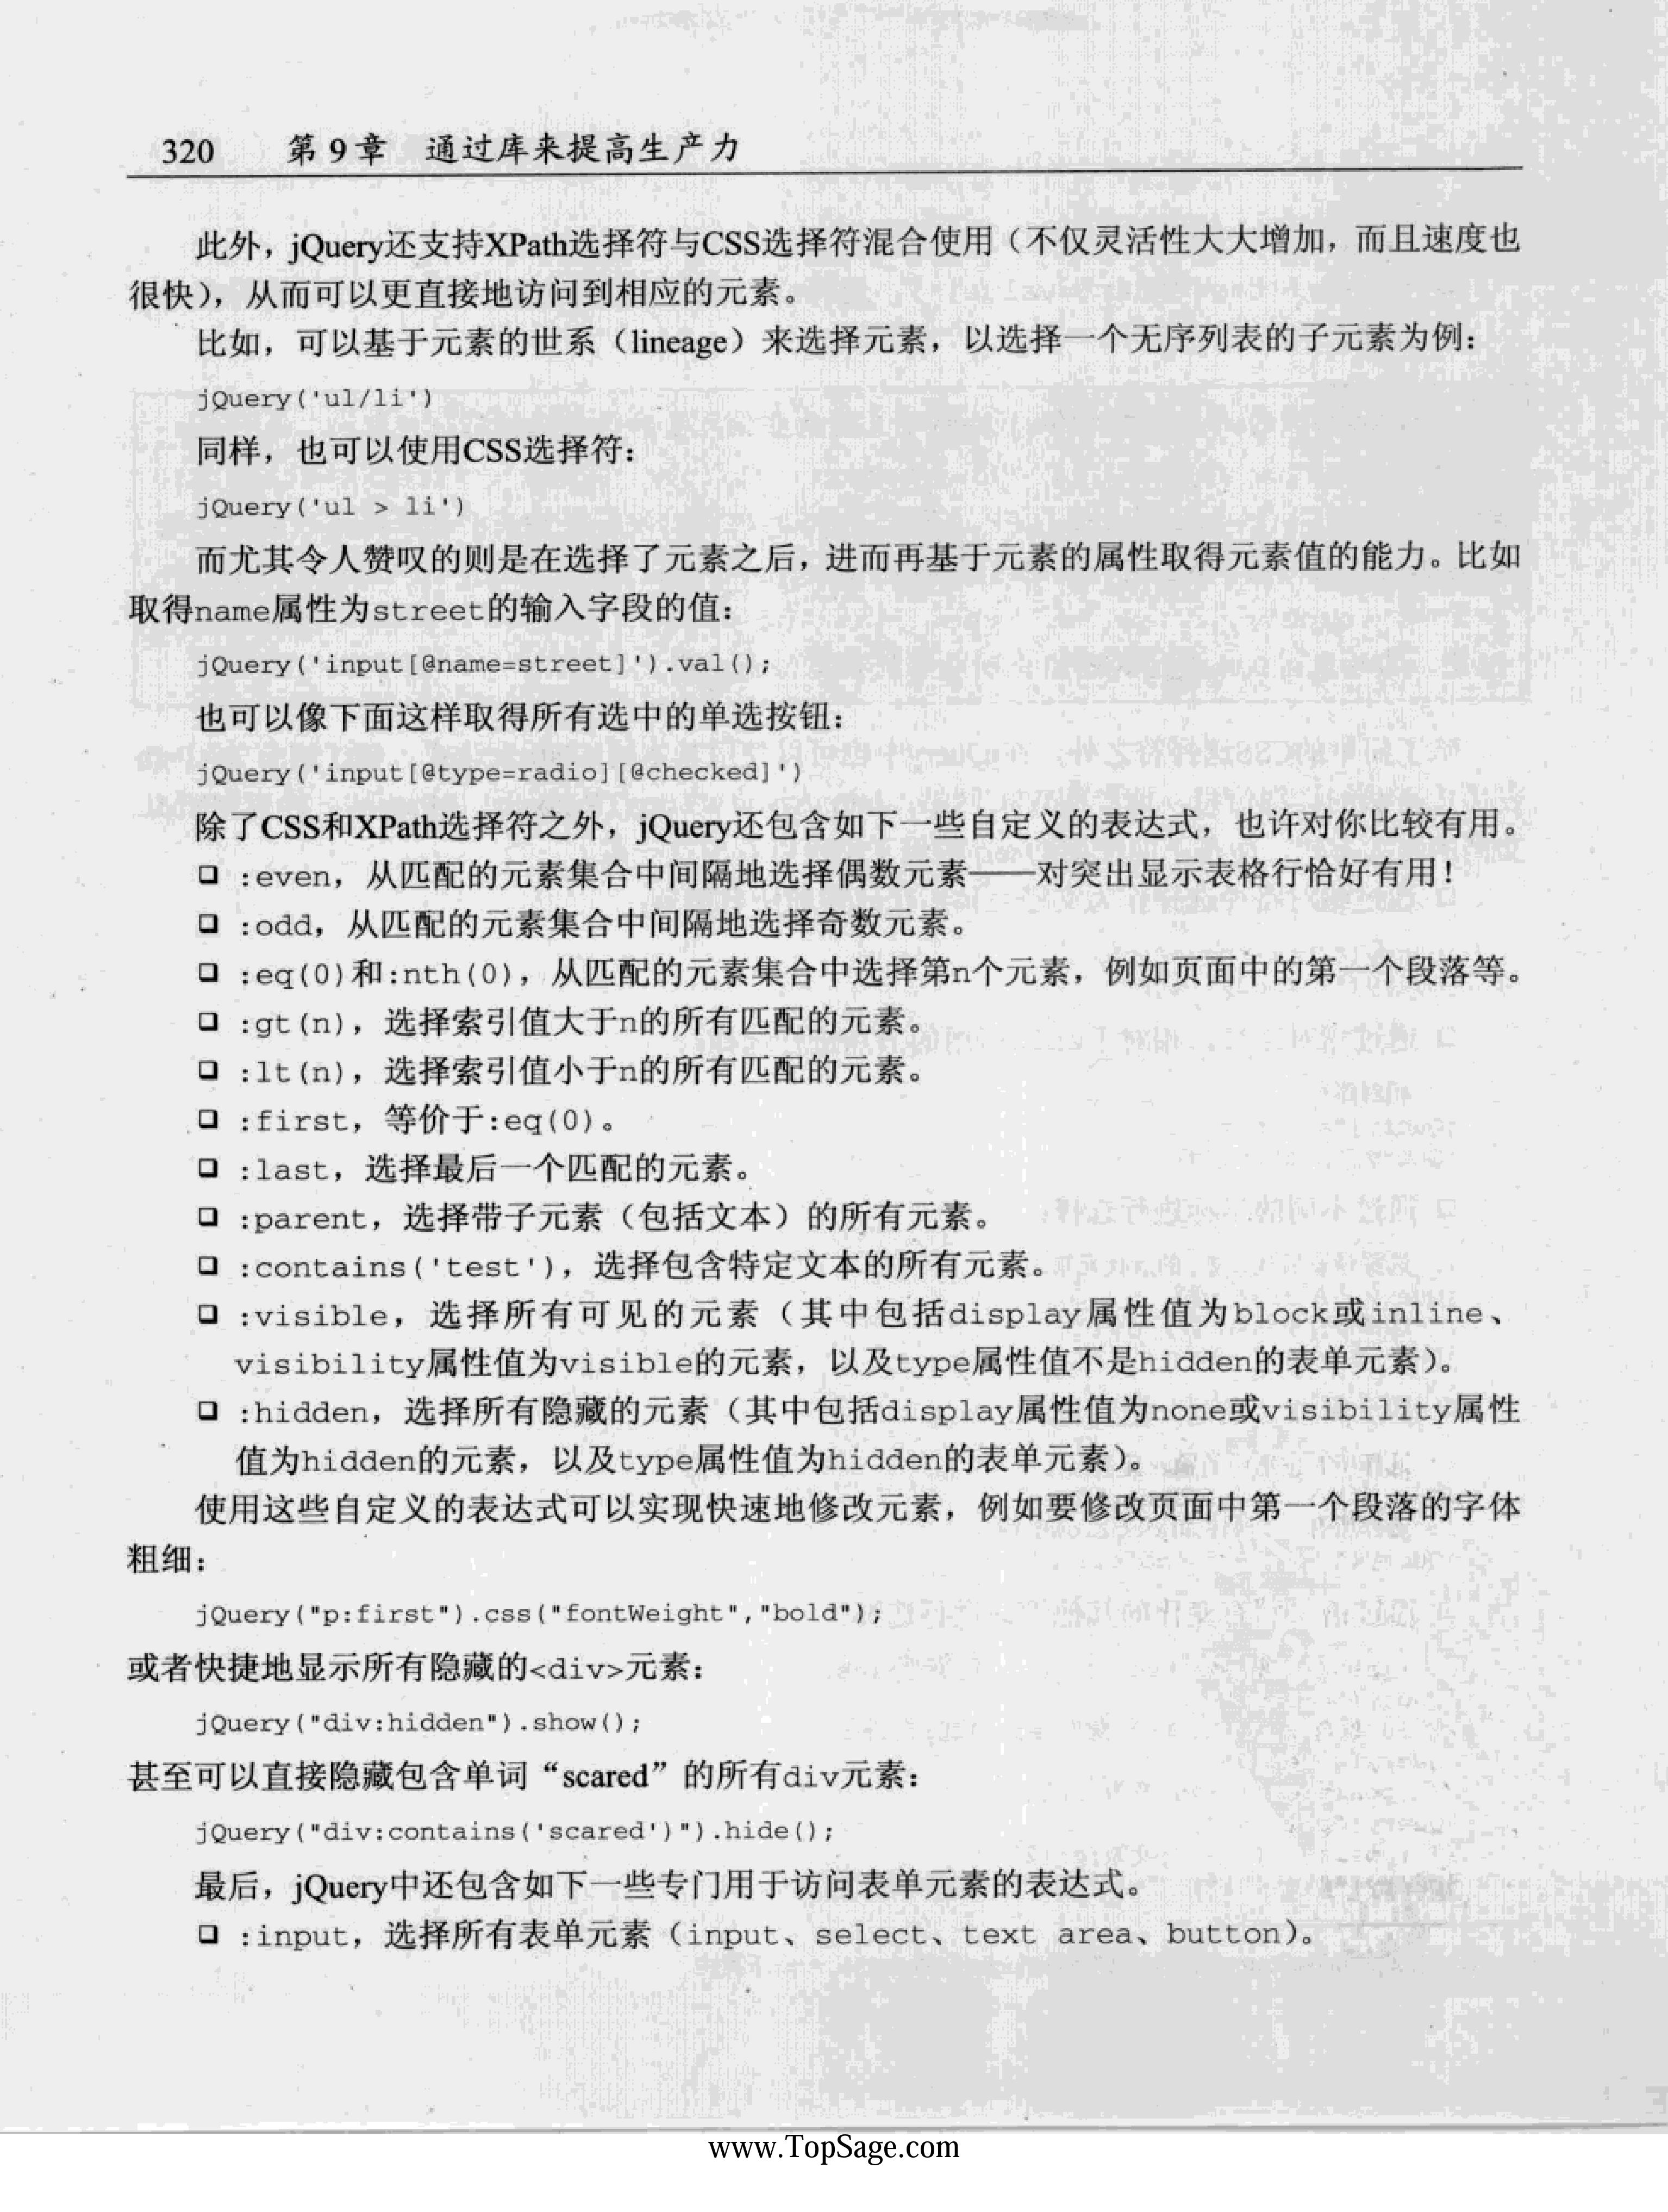 320 第9章 通过库来提高生产力
此外，jQuery还支持XPath选择符与CSS选择符混合使用（不仅灵活性大大增加，而且速度也
很快），从而可以更直接地访问到相应的元素。
比如，可以基于元素的世系（lineage）来选择元素，以选择一个无序列表的子元素为例：
jQuery('ul/li')
同样，也可以使用CSS选择符：
jQuery('ul > li')
而尤其令人赞叹的则是在选择了元素之后，进而再基于元素的属性取得元素值的能力。比如
取得name属性为street的输入字段的值：
jQuery('input[@name=street]').val();
也可以像下面这样取得所有选中的单选按钮：
jQuery('input[@type=radio][@checked]')
除了CSS和XPath选择符之外，jQuery还包含如下一些自定义的表达式，也许对你比较有用。
❑ :even，从匹配的元素集合中间隔地选择偶数元素——对突出显示表格行恰好有用！
❑ :odd，从匹配的元素集合中间隔地选择奇数元素。
❑ :eq(0)和:nth(0)，从匹配的元素集合中选择第n个元素，例如页面中的第一个段落等。
❑ :gt(n)，选择索引值大于n的所有匹配的元素。
❑ :lt(n)，选择索引值小于n的所有匹配的元素。
❑ :first，等价于:eq(0)。
❑ :last，选择最后一个匹配的元素。
❑ :parent，选择带子元素（包括文本）的所有元素。
❑ :contains('test')，选择包含特定文本的所有元素。
❑ :visible，选择所有可见的元素（其中包括display属性值为block或inline、
visibility属性值为visible的元素，以及type属性值不是hidden的表单元素）。
❑ :hidden，选择所有隐藏的元素（其中包括display属性值为none或visibility属性
值为hidden的元素，以及type属性值为hidden的表单元素）。
使用这些自定义的表达式可以实现快速地修改元素，例如要修改页面中第一个段落的字体
粗细：
jQuery("p:first").css("fontWeight","bold");
或者快捷地显示所有隐藏的<div>元素：
jQuery("div:hidden").show();
甚至可以直接隐藏包含单词“scared”的所有div元素：
jQuery("div:contains('scared')").hide();
最后，jQuery中还包含如下一些专门用于访问表单元素的表达式。
❑ :input，选择所有表单元素（input、select、text area、button）。
www.TopSage.com